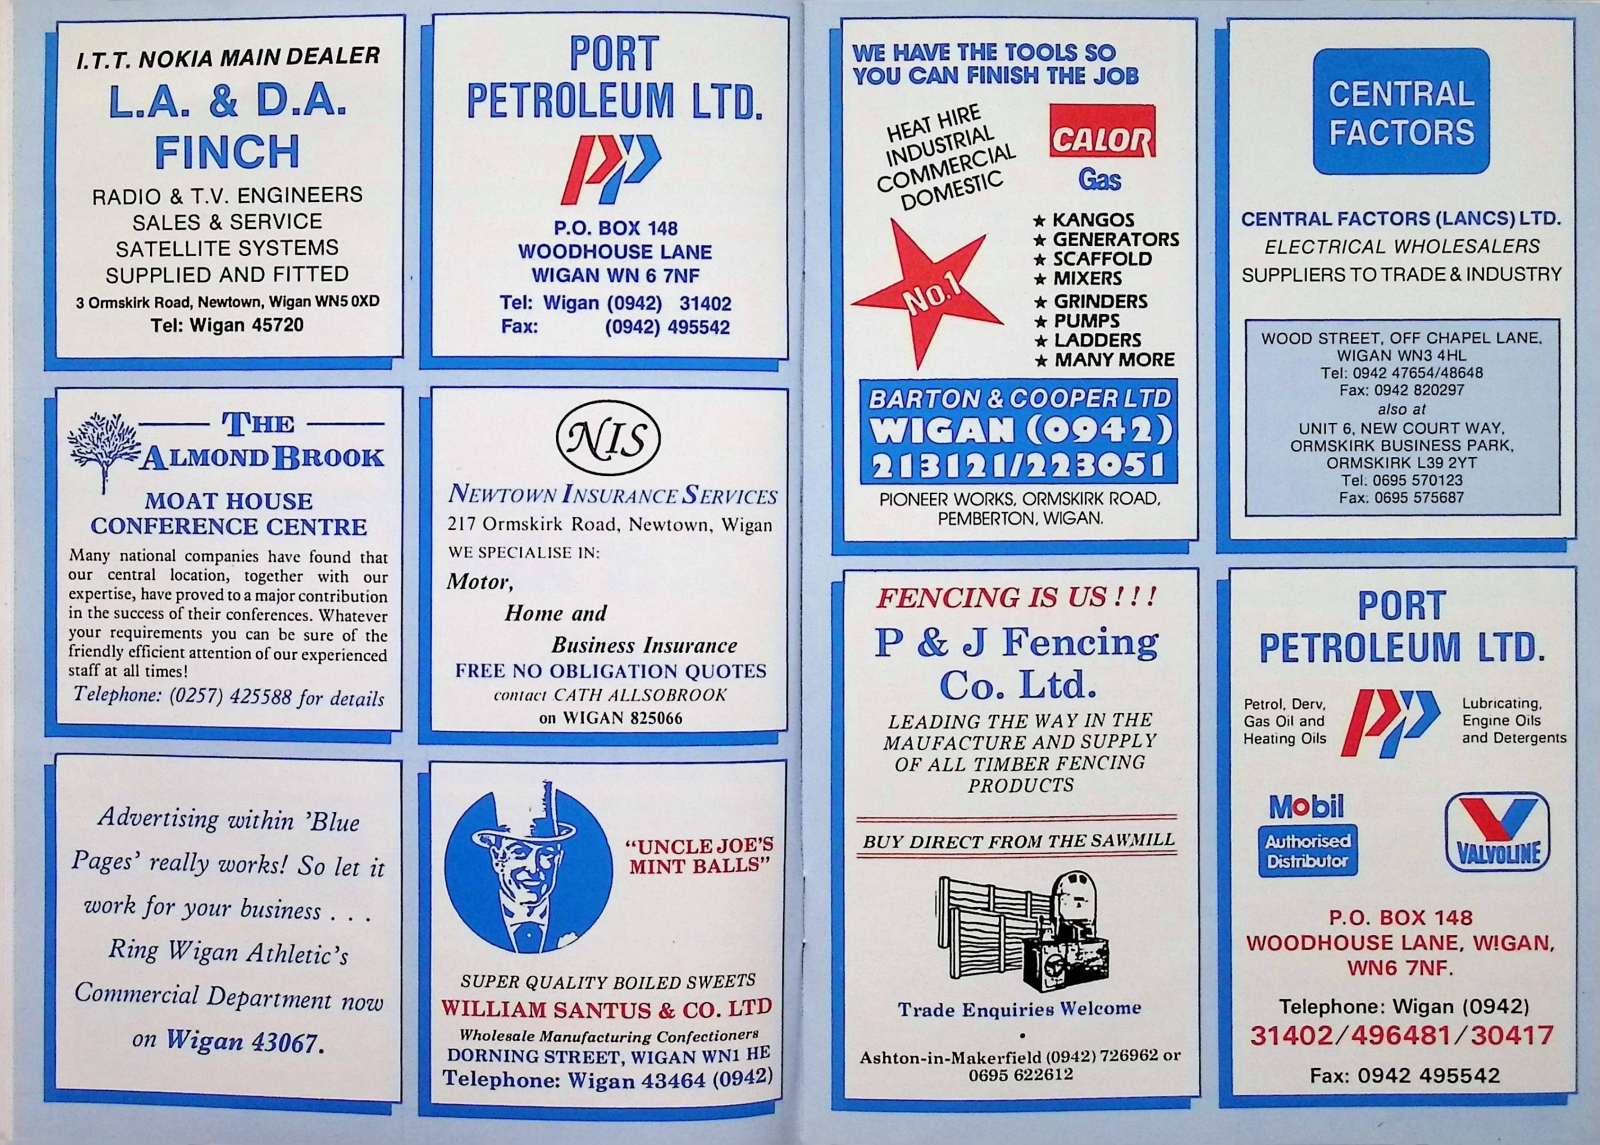 I.T.T. NOKIA MAIN DEALER
L.A. & D.A.
FINCH
RADIO & T.V. ENGINEERS
SALES & SERVICE
SATELLITE SYSTEMS
SUPPLIED AND FITTED
3 Ormskirk Road, Newtown, Wigan WN5 0XD
Tel: Wigan 45720
PORT
PETROLEUM LTD.
P.O. BOX 148
WOODHOUSE LANE
WIGAN WN 6 7NF
Tel: Wigan (0942) 31402
Fax: (0942) 495542
THE
ALMOND BROOK
MOAT HOUSE
CONFERENCE CENTRE
Many national companies have found that
our central location, together with our
expertise, have proved to a major contribution
in the success of their conferences. Whatever
your requirements you can be sure of the
friendly efficient attention of our experienced
staff at all times!
Telephone: (0257) 425588 for details
NIS
NEWTOWN INSURANCE SERVICES
217 Ormskirk Road, Newtown, Wigan
WE SPECIALISE IN:
Motor,
Home and
Business Insurance
FREE NO OBLIGATION QUOTES
contact CATH ALLSOBROOK
on WIGAN 825066
Advertising within 'Blue
Pages' really works! So let it
work for your business . . .
Ring Wigan Athletic's
Commercial Department now
on Wigan 43067.
"UNCLE JOE'S
MINT BALLS"
SUPER QUALITY BOILED SWEETS
WILLIAM SANTUS & CO. LTD
Wholesale Manufacturing Confectioners
DORNING STREET, WIGAN WN1 HE
Telephone: Wigan 43464 (0942)
WE HAVE THE TOOLS SO
YOU CAN FINISH THE JOB
HEAT HIRE
INDUSTRIAL
COMMERCIAL
DOMESTIC
CALOR
Gas
No.1
★ KANGOS
★ GENERATORS
★ SCAFFOLD
★ MIXERS
★ GRINDERS
★ PUMPS
★ LADDERS
★ MANY MORE
BARTON & COOPER LTD
WIGAN (0942)
213121/223051
PIONEER WORKS, ORMSKIRK ROAD,
PEMBERTON, WIGAN.
CENTRAL
FACTORS
CENTRAL FACTORS (LANCS) LTD.
ELECTRICAL WHOLESALERS
SUPPLIERS TO TRADE & INDUSTRY
WOOD STREET, OFF CHAPEL LANE,
WIGAN WN3 4HL
Tel: 0942 47654/48648
Fax: 0942 820297
also at
UNIT 6, NEW COURT WAY,
ORMSKIRK BUSINESS PARK,
ORMSKIRK L39 2YT
Tel: 0695 570123
Fax: 0695 575687
FENCING IS US ! ! !
P & J Fencing
Co. Ltd.
LEADING THE WAY IN THE
MAUFACTURE AND SUPPLY
OF ALL TIMBER FENCING
PRODUCTS
BUY DIRECT FROM THE SAWMILL
Trade Enquiries Welcome
•
Ashton-in-Makerfield (0942) 726962 or
0695 622612
PORT
PETROLEUM LTD.
Petrol, Derv,
Gas Oil and
Heating Oils
Lubricating,
Engine Oils
and Detergents
Mobil
Authorised
Distributor
VALVOLINE
P.O. BOX 148
WOODHOUSE LANE, WIGAN,
WN6 7NF.
Telephone: Wigan (0942)
31402/496481/30417
Fax: 0942 495542